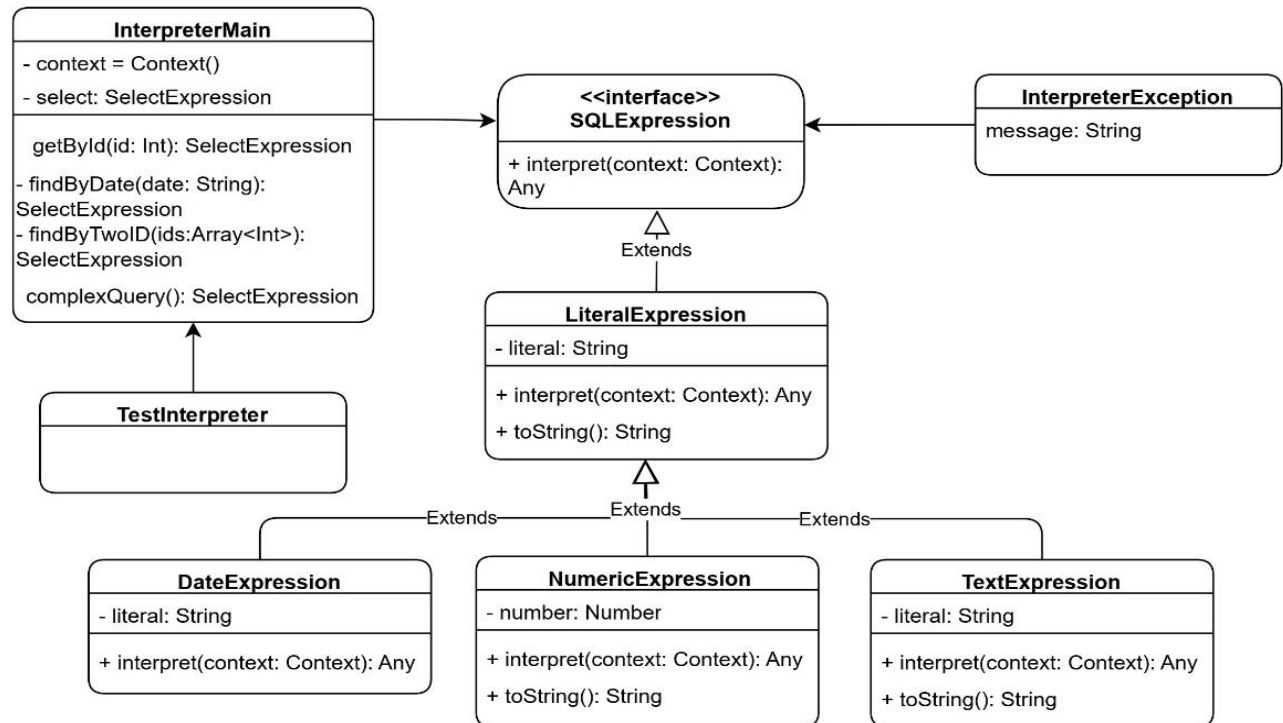 InterpreterMain
- context = Context()
- select: SelectExpression
getById(id: Int): SelectExpression
- findByDate(date: String):
SelectExpression
- findByTwoID(ids:Array<Int>):
SelectExpression
complexQuery(): SelectExpression
<<interface>>
SQLExpression
+ interpret(context: Context):
Any
InterpreterException
message: String
Extends
LiteralExpression
- literal: String
+ interpret(context: Context): Any
+ toString(): String
TestInterpreter
Extends
Extends
Extends
DateExpression
- literal: String
+ interpret(context: Context): Any
NumericExpression
- number: Number
+ interpret(context: Context): Any
+ toString(): String
TextExpression
- literal: String
+ interpret(context: Context): Any
+ toString(): String